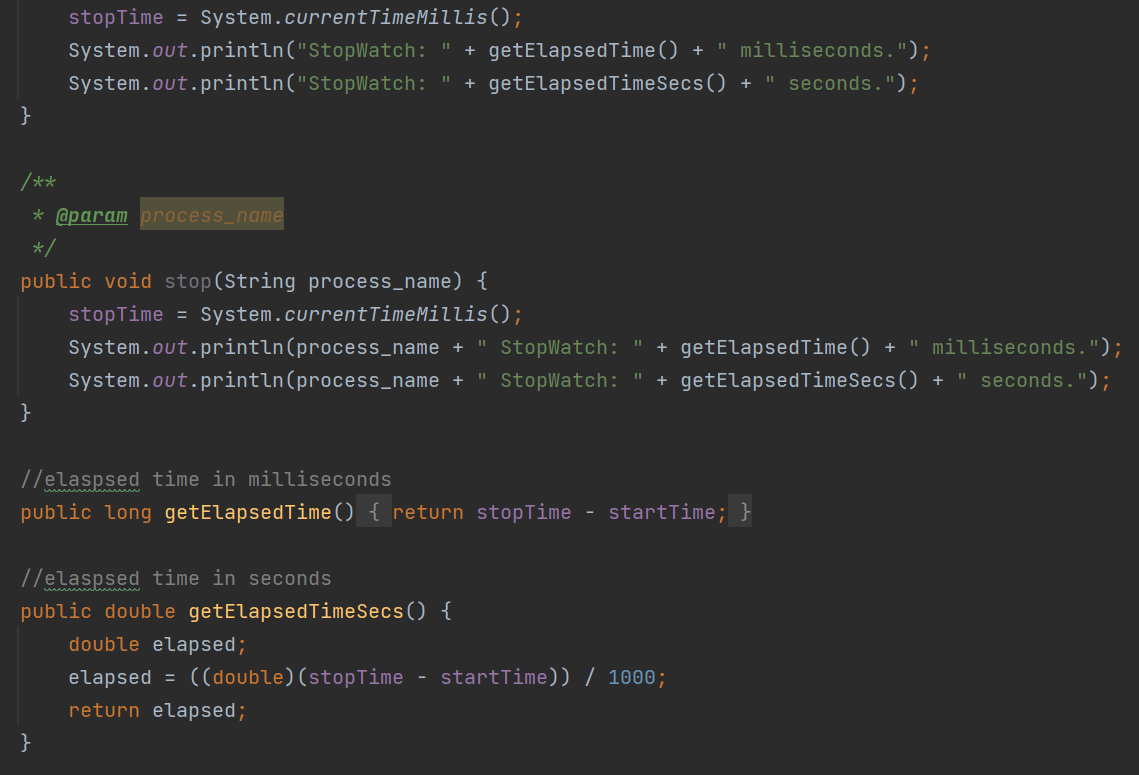 stopTime = System.currentTimeMillis();
System.out.println("StopWatch: " + getElapsedTime() + " milliseconds.");
System.out.println("StopWatch: " + getElapsedTimeSecs() + " seconds.");
}
/**
* @param process_name
*/
public void stop(String process_name) {
stopTime = System.currentTimeMillis();
System.out.println(process_name + " StopWatch: " + getElapsedTime() + " milliseconds.");
System.out.println(process_name + " StopWatch: " + getElapsedTimeSecs() + " seconds.");
}
//elaspsed time in milliseconds
public long getElapsedTime() { return stopTime - startTime; }
//elaspsed time in seconds
public double getElapsedTimeSecs() {
double elapsed;
elapsed = ((double)(stopTime - startTime)) / 1000;
return elapsed;
}